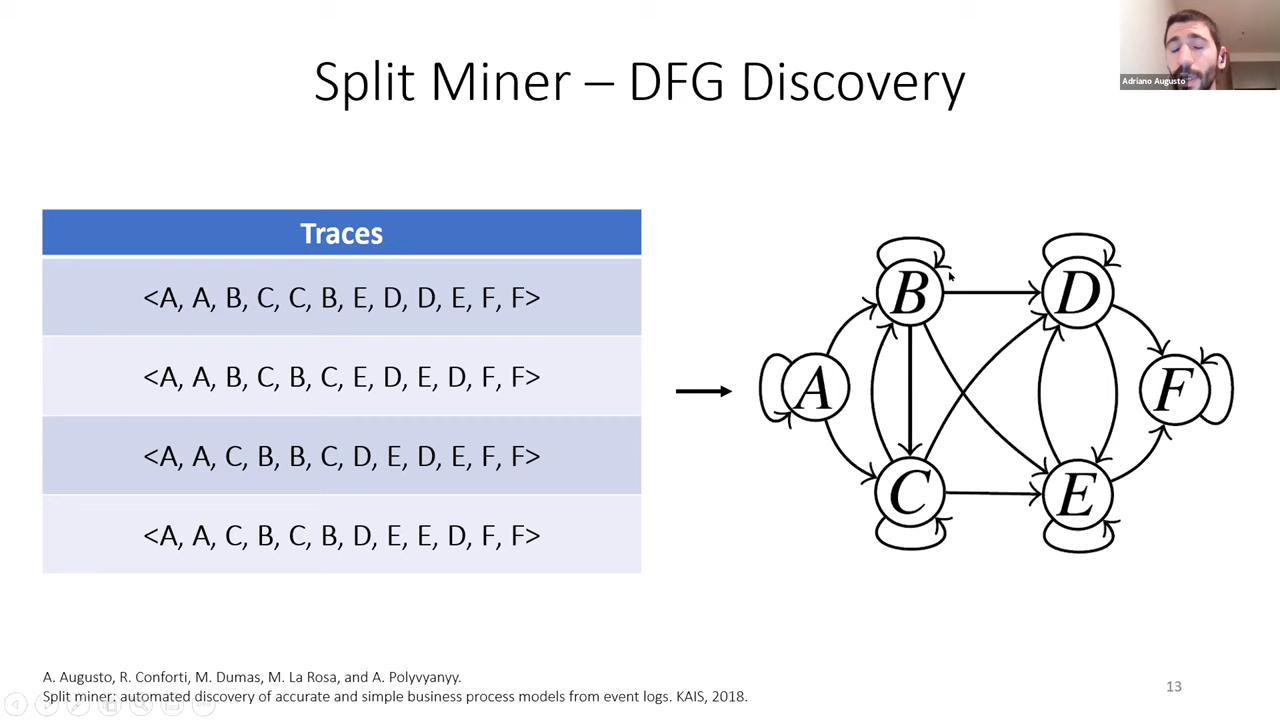 Split Miner – DFG Discovery
Adriano Augusto
Traces
<A, A, B, C, C, B, E, D, D, E, F, F>
<A, A, B, C, B, C, E, D, E, D, F, F>
<A, A, C, B, B, C, D, E, D, E, F, F>
<A, A, C, B, C, B, D, E, E, D, F, F>
B
D
A
F
C
E
A. Augusto, R. Conforti, M. Dumas, M. La Rosa, and A. Polyvyanyy.
Split miner: automated discovery of accurate and simple business process models from event logs. KAIS, 2018.
13